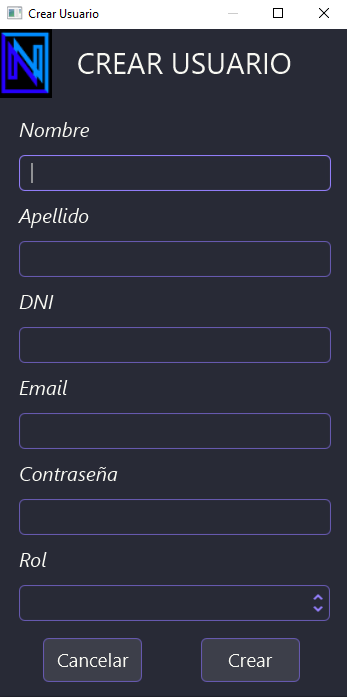 Crear Usuario
CREAR USUARIO
Nombre
Apellido
DNI
Email
Contraseña
Rol
Cancelar Crear